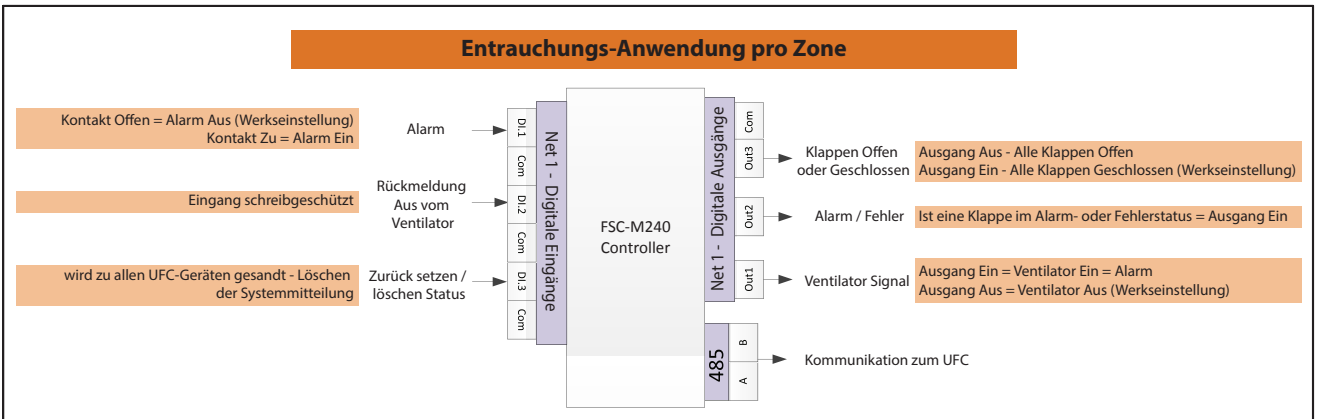 Entrauchungs-Anwendung pro Zone
Kontakt Offen = Alarm Aus (Werkseinstellung)
Kontakt Zu = Alarm Ein
Alarm
Eingang schreibgeschützt
Rückmeldung
Aus vom
Ventilator
wird zu allen UFC-Geräten gesandt - Löschen
der Systemmitteilung
Zurück setzen /
löschen Status
DI.1
Com
DI.2
Com
DI.3
Com
Net 1 - Digitale Eingänge
FSC-M240
Controller
Net 1 - Digitale Ausgänge
Com
Out3
Out2
Out1
485
B
A
Klappen Offen
oder Geschlossen
Ausgang Aus - Alle Klappen Offen
Ausgang Ein - Alle Klappen Geschlossen (Werkseinstellung)
Alarm / Fehler
Ist eine Klappe im Alarm- oder Fehlerstatus = Ausgang Ein
Ventilator Signal
Ausgang Ein = Ventilator Ein = Alarm
Ausgang Aus = Ventilator Aus (Werkseinstellung)
Kommunikation zum UFC